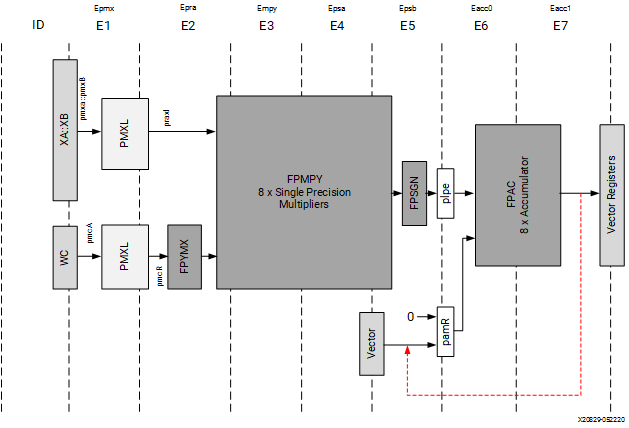 Epmx Epra Empy Epsa Epsb Eacc0 Eacc1
ID E1 E2 E3 E4 E5 E6 E7
XA::XB
pmxa::pmxB
PMXL
praxl
FPMPY
8 x Single Precision
Multipliers
FPSGN
pipe
FPAC
8 x Accumulator
Vector Registers
WC
pmcA
PMXL
pmcR
FPYMX
Vector
0
pamR
X20829-052220